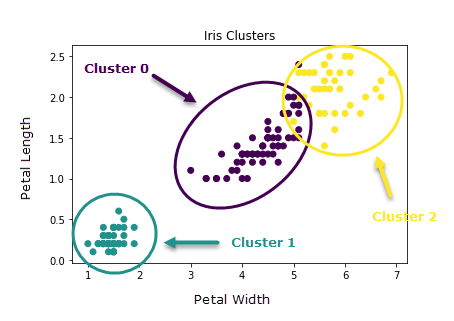 Iris Clusters
Cluster 0
Cluster 1
Cluster 2
Petal Length
2.5
2.0
1.5
1.0
0.5
0.0
1 2 3 4 5 6 7
Petal Width